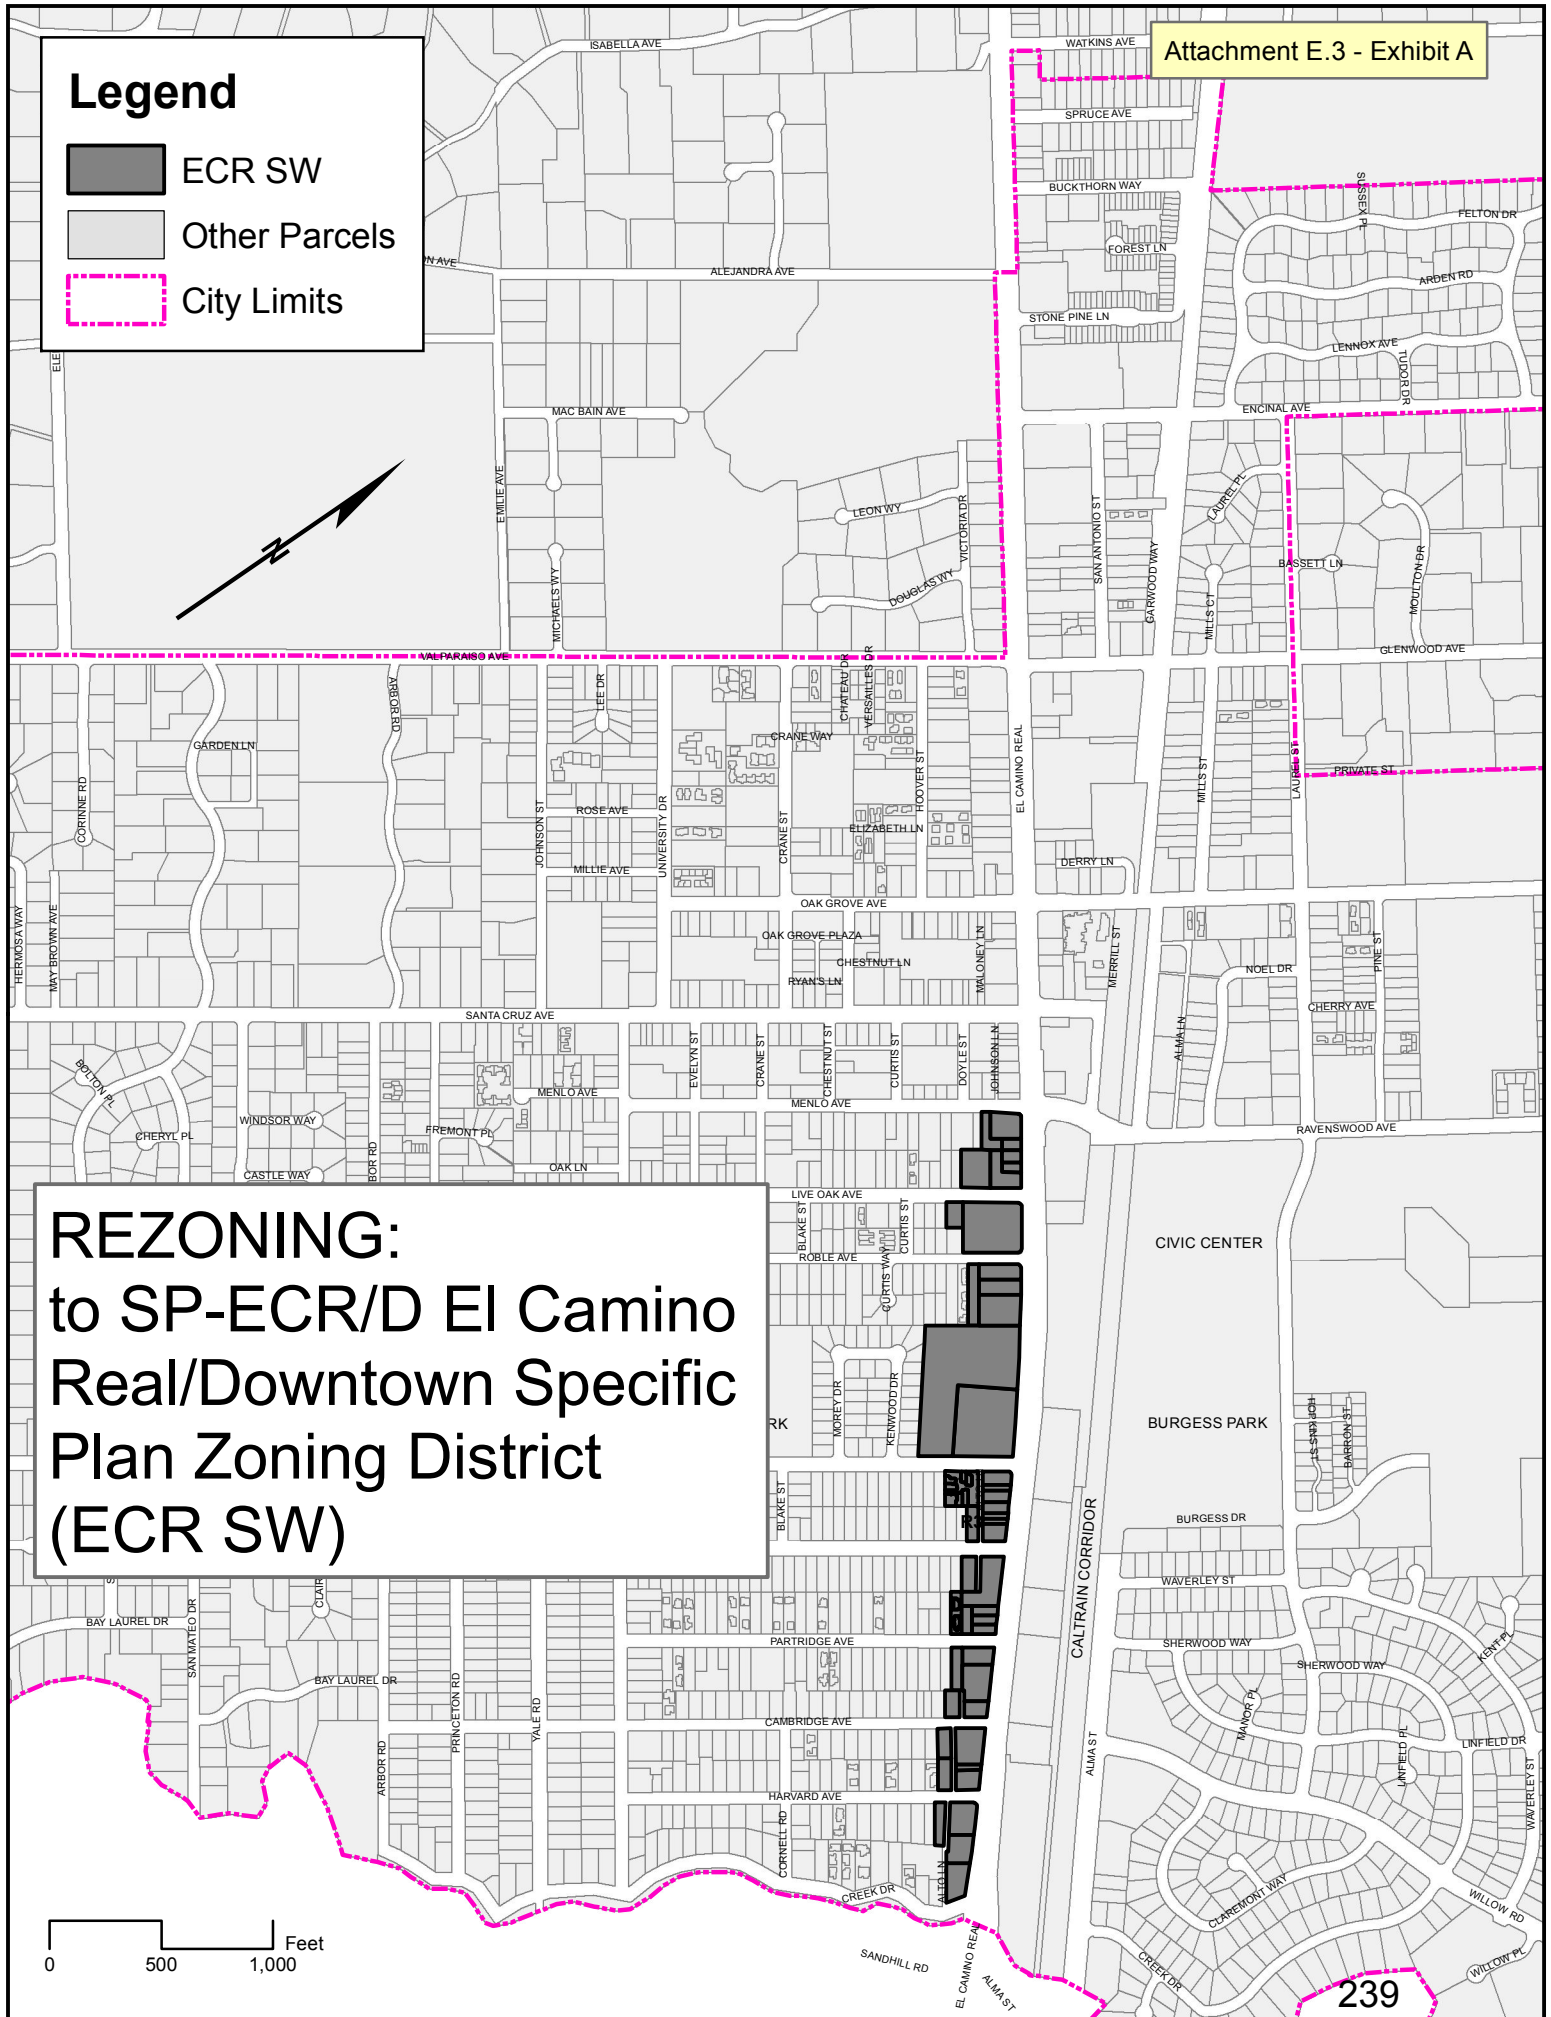 Attachment E.3 - Exhibit A
Legend
ECR SW
Other Parcels
City Limits
ISABELLA AVE
WATKINS AVE
SPRUCE AVE
BUCKTHORN WAY
SUSSEX PL
FELTON DR
FOREST LN
ALEJANDRA AVE
ARDEN RD
STONE PINE LN
LENNOX AVE
TUDOR DR
MAC BAIN AVE
ENCINAL AVE
N
EMILIE AVE
LEON WY
VICTORIA DR
SAN ANTONIO ST
GARWOOD WAY
LAUREL PL
BASSETT LN
MOULTON DR
MICHAELS WY
DOUGLAS WY
MILLS CT
VALPARAISO AVE
GLENWOOD AVE
ARBOR RD
LEE DR
CHATEAU DR
VERSAILLES DR
GARDEN LN
CRANE WAY
EL CAMINO REAL
LAUREL ST
PRIVATE ST
CORINNE RD
JOHNSON ST
ROSE AVE
UNIVERSITY DR
CRANE ST
HOOVER ST
ELIZABETH LN
MILLS ST
MILLIE AVE
DERRY LN
OAK GROVE AVE
HERMOSA WAY
MAY BROWN AVE
OAK GROVE PLAZA
CHESTNUT LN
RYAN'S LN
MALONEY LN
MERRILL ST
NOEL DR
PINE ST
CHERRY AVE
SANTA CRUZ AVE
EVELYN ST
CRANE ST
CHESTNUT ST
CURTIS ST
DOYLE ST
JOHNSON LN
ALMA LN
BOLTON PL
MENLO AVE
MENLO AVE
WINDSOR WAY
FREMONT PL
CHERYL PL
RAVENSWOOD AVE
CASTLE WAY
OAK LN
LIVE OAK AVE
BLAKE ST
CURTIS ST
CIVIC CENTER
ROBLE AVE
CURTIS WAY
REZONING:
to SP-ECR/D El Camino
Real/Downtown Specific
Plan Zoning District
(ECR SW)
MOREY DR
KENWOOD DR
BURGESS PARK
HOPKINS ST
BARRON ST
BLAKE ST
CALTRAIN CORRIDOR
BURGESS DR
WAVERLEY ST
BAY LAUREL DR
SAN MATEO DR
PARTRIDGE AVE
SHERWOOD WAY
SHERWOOD WAY
KENT PL
BAY LAUREL DR
PRINCETON RD
YALE RD
CAMBRIDGE AVE
MANOR PL
LINFIELD PL
LINFIELD DR
ARBOR RD
ALMA ST
WAVERLEY ST
HARVARD AVE
CORNELL RD
ALTO LN
CREEK DR
CLAREMONT WAY
WILLOW RD
0 500 1,000 Feet
SANDHILL RD
EL CAMINO REAL
ALMA ST
CREEK DR
WILLOW PL
239